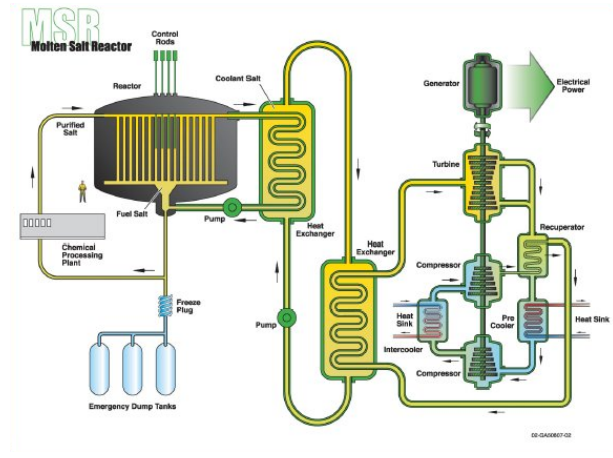 MSR
Molten Salt Reactor
Control
Rods
Reactor
Coolant Salt
Purified
Salt
Fuel Salt
Pump
Heat
Exchanger
Chemical
Processing
Plant
Freeze
Plug
Emergency Dump Tanks
Pump
Heat
Exchanger
Generator
Electrical
Power
Turbine
Recuperator
Compressor
Heat
Sink
Pre
Cooler
Heat Sink
Intercooler
Compressor
02-GA50807-02